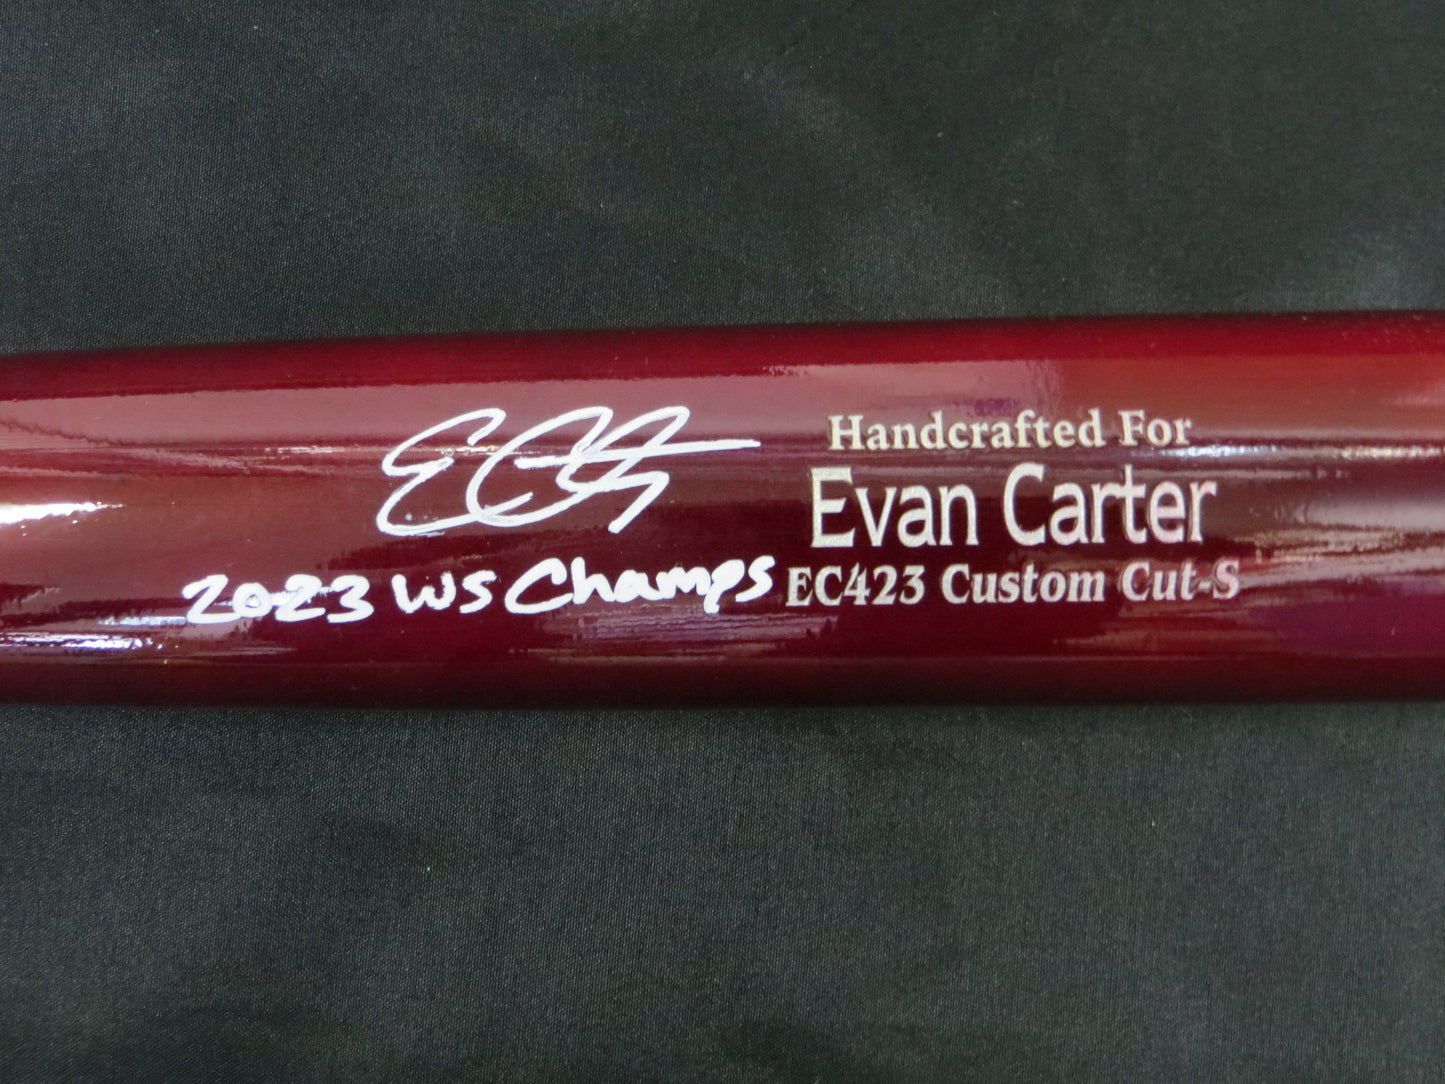 2023 WS Champs
Handcrafted For
Evan Carter
EC423 Custom Cut-S